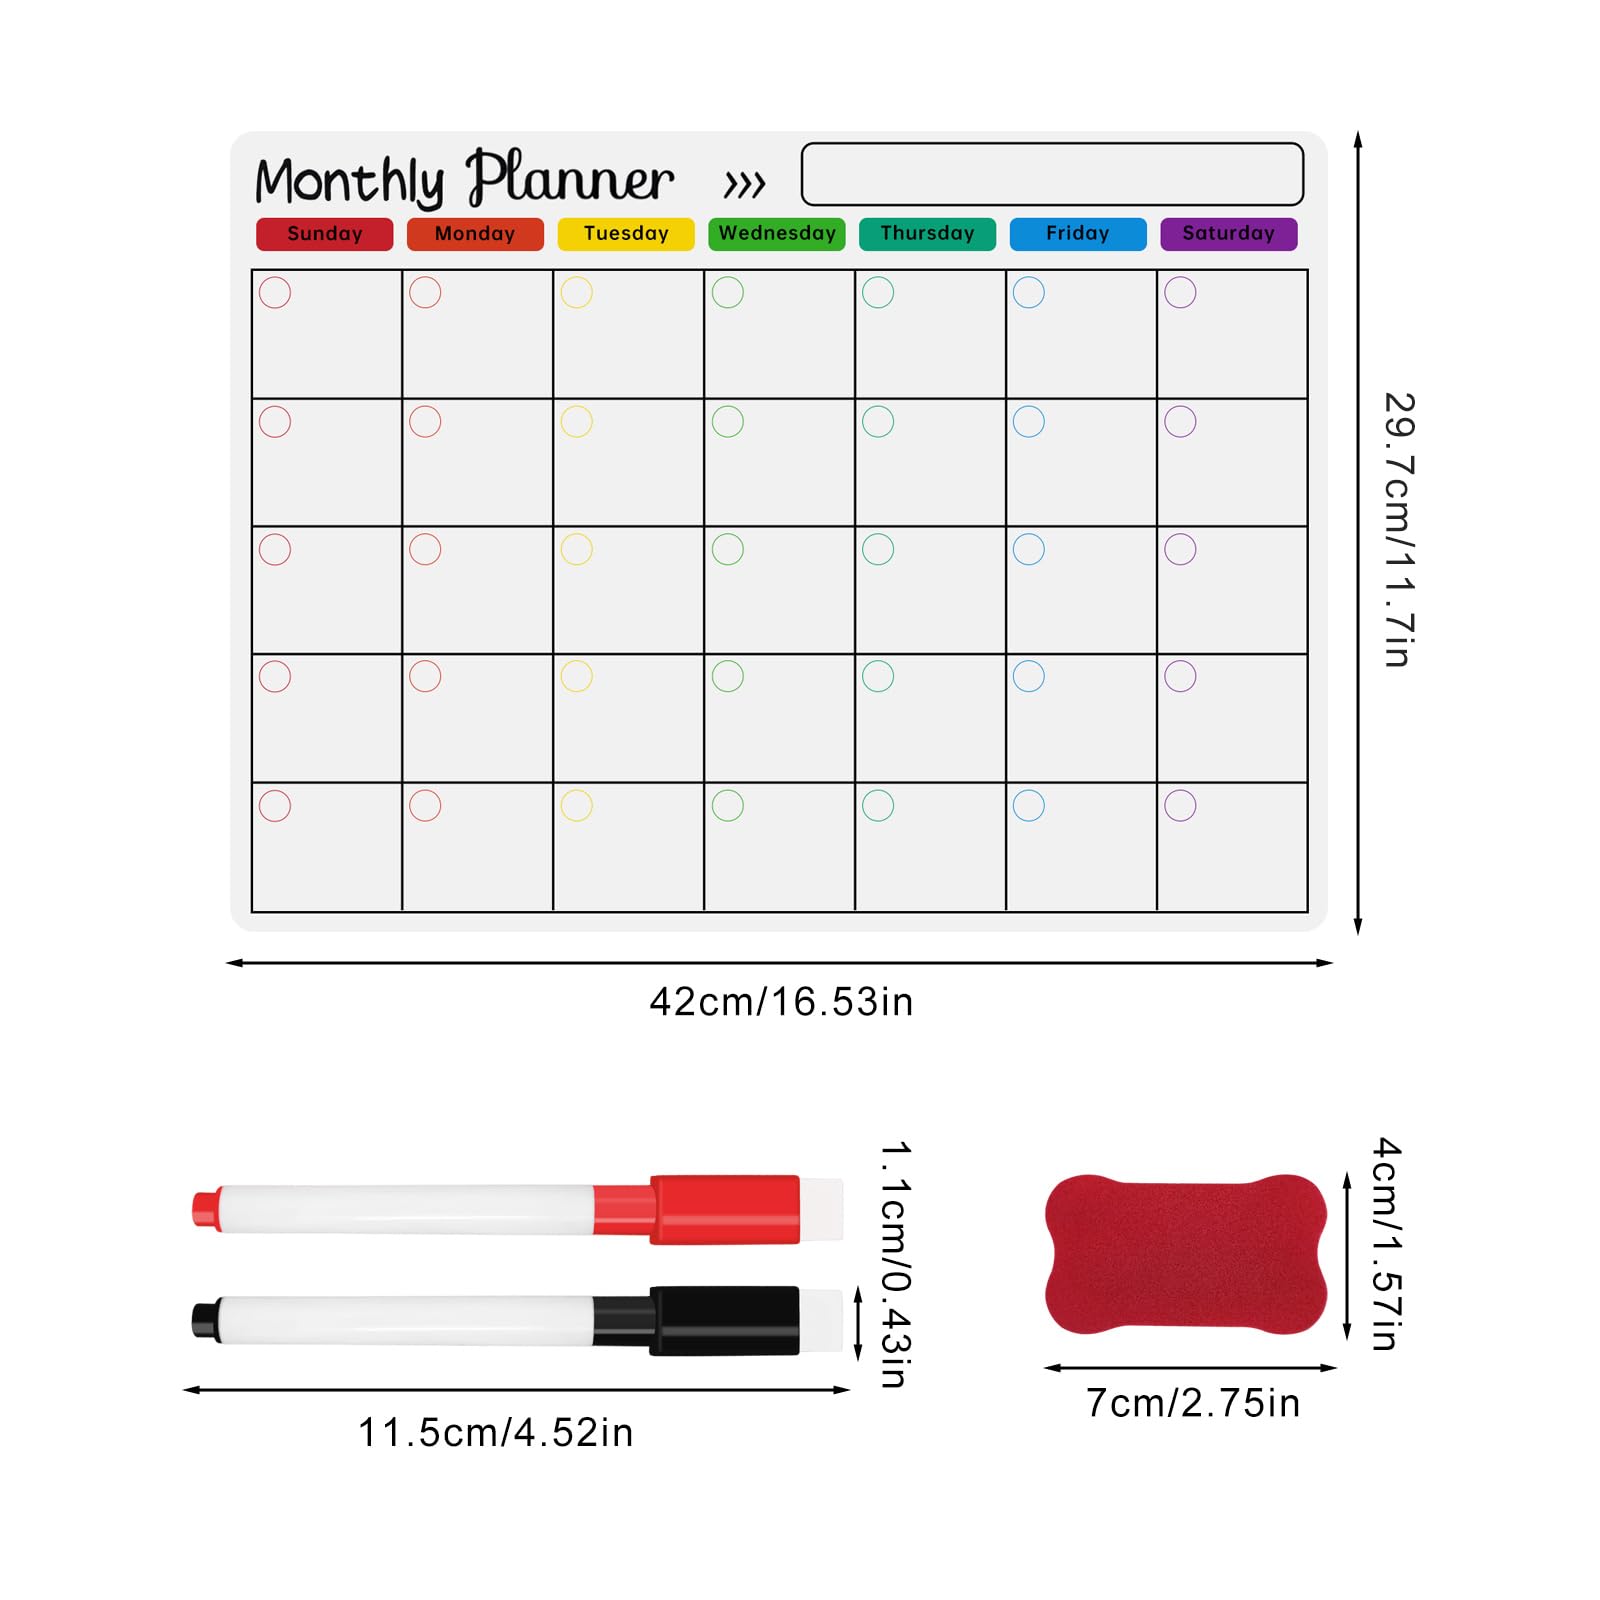 Monthly Planner >>>
Sunday Monday Tuesday Wednesday Thursday Friday Saturday
29.7cm/11.7in
42cm/16.53in
1.1cm/0.43in
11.5cm/4.52in
4cm/1.57in
7cm/2.75in